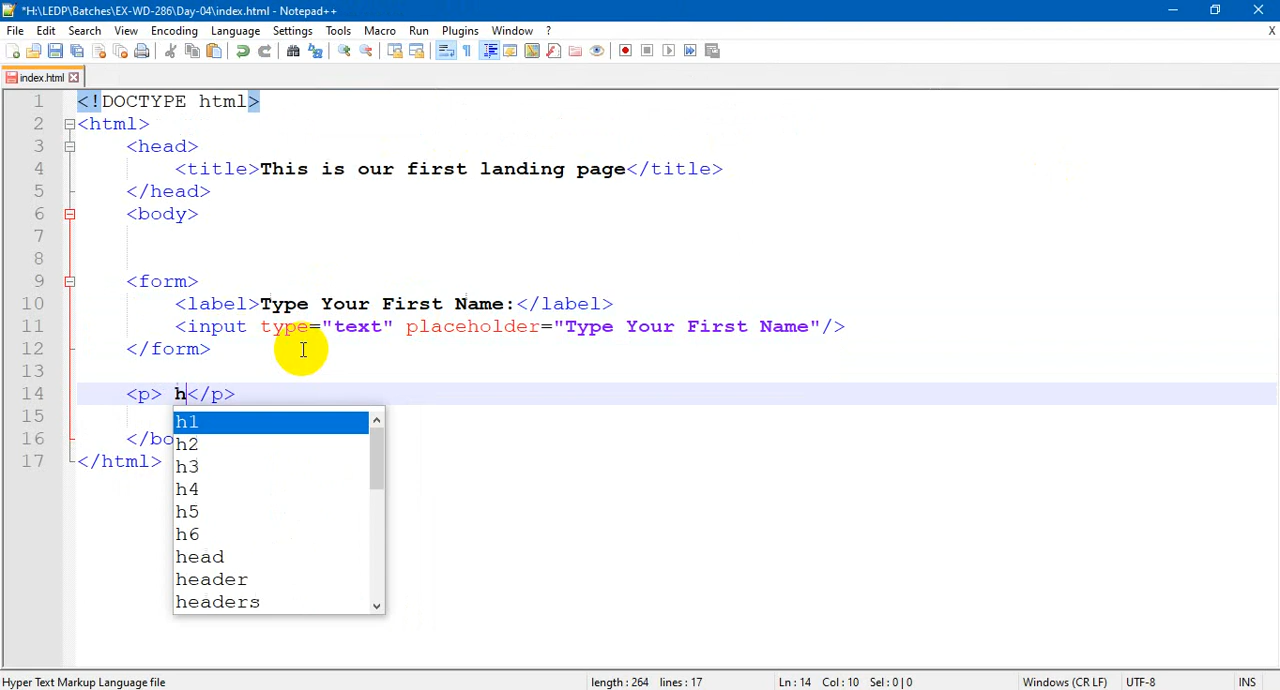 *H:\LEDP\Batches\EX-WD-286\Day-04\index.html - Notepad++
File Edit Search View Encoding Language Settings Tools Macro Run Plugins Window ? X
index.html
1 <!DOCTYPE html>
2 <html>
3 <head>
4 <title>This is our first landing page</title>
5 </head>
6 <body>
7
8
9 <form>
10 <label>Type Your First Name:</label>
11 <input type="text" placeholder="Type Your First Name"/>
12 </form>
13
14 <p> h</p>
15 h1
16 </bo h2
17 </html> h3
h4
h5
h6
head
header
headers
Hyper Text Markup Language file length : 264 lines : 17 Ln : 14 Col : 10 Sel : 0 | 0 Windows (CR LF) UTF-8 INS